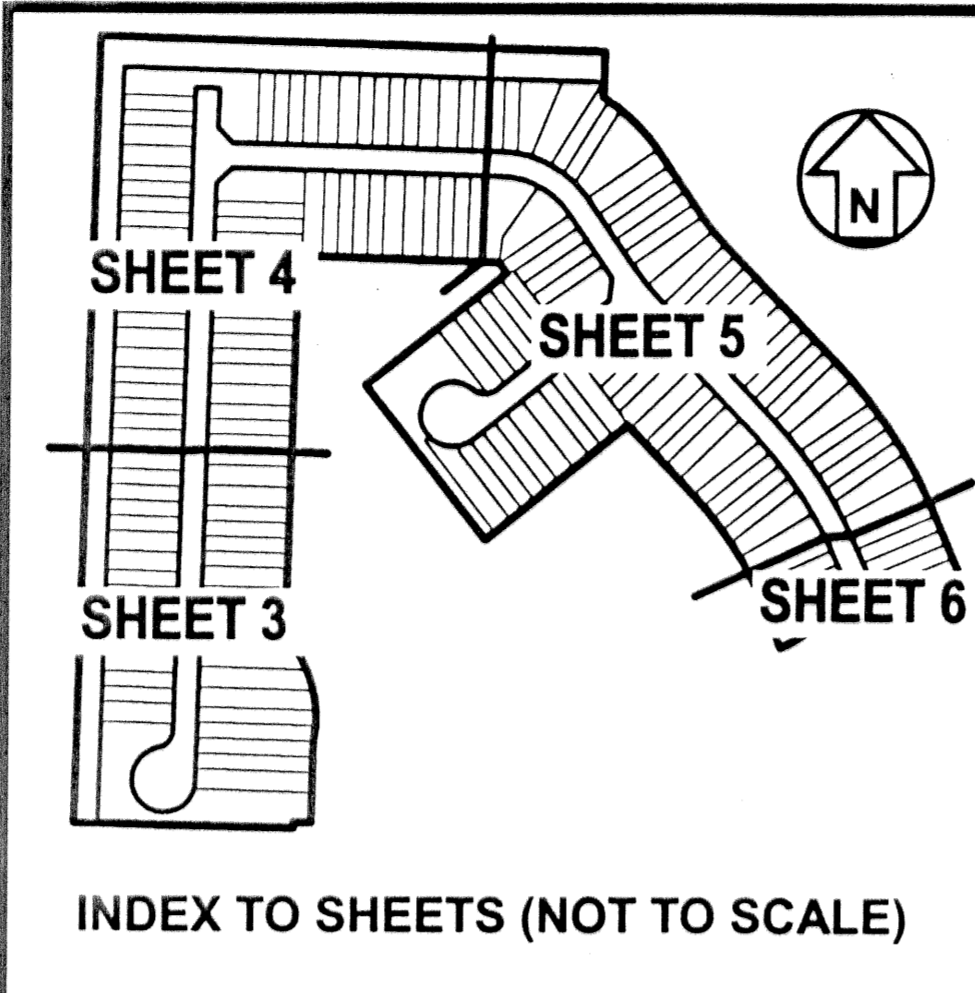 N
SHEET 4
SHEET 5
SHEET 3
SHEET 6
INDEX TO SHEETS (NOT TO SCALE)